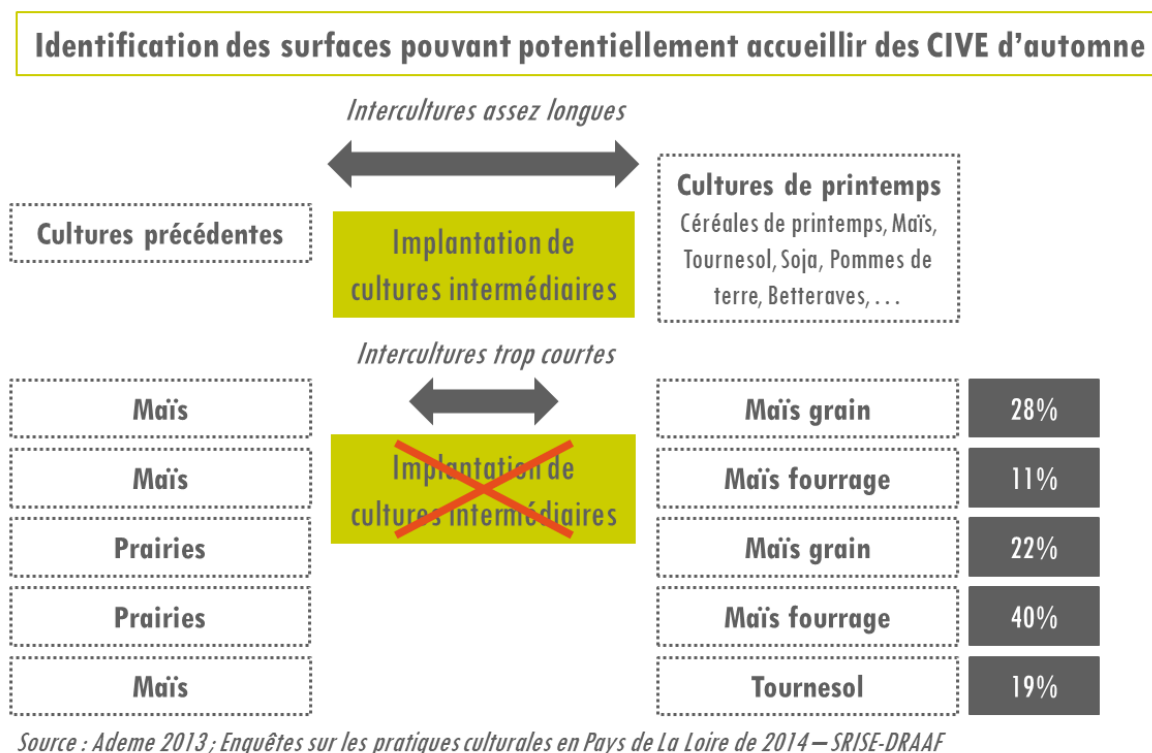 Identification des surfaces pouvant potentiellement accueillir des CIVE d'automne
Intercultures assez longues
Cultures précédentes
Implantation de
cultures intermédiaires
Cultures de printemps
Céréales de printemps, Maïs,
Tournesol, Soja, Pommes de
terre, Betteraves, ...
Intercultures trop courtes
Maïs
Implantation de
cultures intermédiaires
Maïs grain
28%
Maïs
Maïs fourrage
11%
Prairies
Maïs grain
22%
Prairies
Maïs fourrage
40%
Maïs
Tournesol
19%
Source : Ademe 2013 ; Enquêtes sur les pratiques culturales en Pays de La Loire de 2014 – SRISE-DRAAF